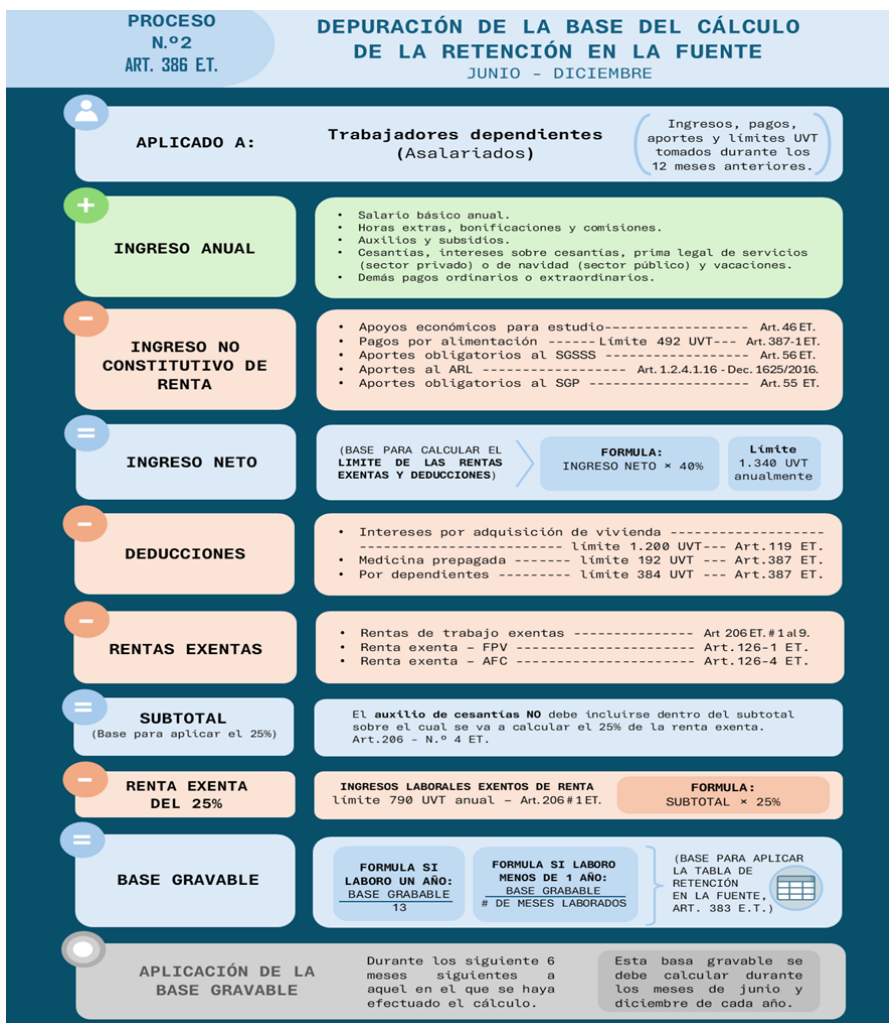 PROCESO
N.º2
ART. 386 E.T.
DEPURACIÓN DE LA BASE DEL CÁLCULO
DE LA RETENCIÓN EN LA FUENTE
JUNIO - DICIEMBRE
APLICADO A:
Trabajadores dependientes
(Asalariados)
Ingresos, pagos,
aportes y límites UVT
tomados durante los
12 meses anteriores.
+
INGRESO ANUAL
• Salario básico anual.
• Horas extras, bonificaciones y comisiones.
• Auxilios y subsidios.
• Cesantías, intereses sobre cesantías, prima legal de servicios
(sector privado) o de navidad (sector público) y vacaciones.
• Demás pagos ordinarios o extraordinarios.
-
INGRESO NO
CONSTITUTIVO DE
RENTA
• Apoyos económicos para estudio------------------ Art. 46 ET.
• Pagos por alimentación ------Límite 492 UVT--- Art. 387-1 ET.
• Aportes obligatorios al SGSSS------------------ Art. 56 ET.
• Aportes al ARL ------------------ Art. 1.2.4.1.16 - Dec. 1625/2016.
• Aportes obligatorios al SGP ------------------- Art. 55 ET.
=
INGRESO NETO
(BASE PARA CALCULAR EL
LIMITE DE LAS RENTAS
EXENTAS Y DEDUCCIONES)
FORMULA:
INGRESO NETO × 40%
Límite
1.340 UVT
anualmente
-
DEDUCCIONES
• Intereses por adquisición de vivienda -------------------
------------------------- límite 1.200 UVT--- Art.119 ET.
• Medicina prepagada ------- límite 192 UVT --- Art.387 ET.
• Por dependientes --------- límite 384 UVT --- Art.387 ET.
-
RENTAS EXENTAS
• Rentas de trabajo exentas --------------- Art 206 ET. # 1 al 9.
• Renta exenta – FPV ---------------------- Art.126-1 ET.
• Renta exenta – AFC ---------------------- Art.126-4 ET.
=
SUBTOTAL
(Base para aplicar el 25%)
El auxilio de cesantías NO debe incluirse dentro del subtotal
sobre el cual se va a calcular el 25% de la renta exenta.
Art.206 – N.º 4 ET.
-
RENTA EXENTA
DEL 25%
INGRESOS LABORALES EXENTOS DE RENTA
límite 790 UVT anual – Art. 206 # 1 ET.
FORMULA:
SUBTOTAL × 25%
=
BASE GRAVABLE
FORMULA SI
LABORO UN AÑO:
BASE GRABABLE
13
FORMULA SI LABORO
MENOS DE 1 AÑO:
BASE GRABABLE
# DE MESES LABORADOS
(BASE PARA APLICAR
LA TABLA DE
RETENCIÓN
EN LA FUENTE,
ART. 383 E.T.)
APLICACIÓN DE LA
BASE GRAVABLE
Durante los siguiente 6
meses siguientes a
aquel en el que se haya
efectuado el cálculo.
Esta basa gravable se
debe calcular durante
los meses de junio y
diciembre de cada año.